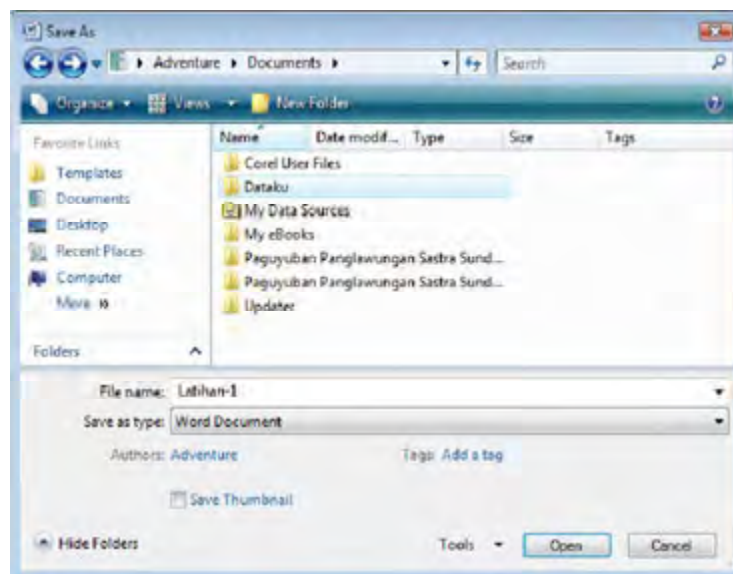 Save As
Adventure Documents Search
Organize Views New Folder
Favorite Links
Templates
Documents
Desktop
Recent Places
Computer
More »
Folders
Name Date modif... Type Size Tags
Corel User Files
Dataku
My Data Sources
My eBooks
Paguyuban Panglawungan Sastra Sund...
Paguyuban Panglawungan Sastra Sund...
Updater
File name: Latihan-1
Save as type: Word Document
Authors: Adventure Tags: Add a tag
Save Thumbnail
Hide Folders Tools Open Cancel